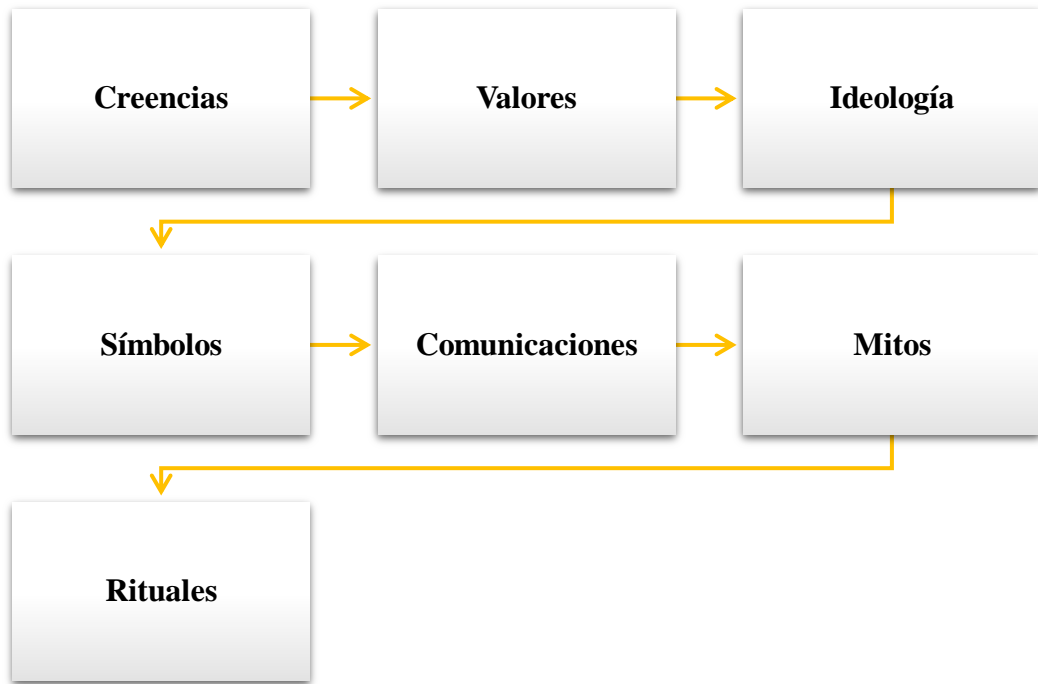 Creencias
Valores
Ideología
Símbolos
Comunicaciones
Mitos
Rituales